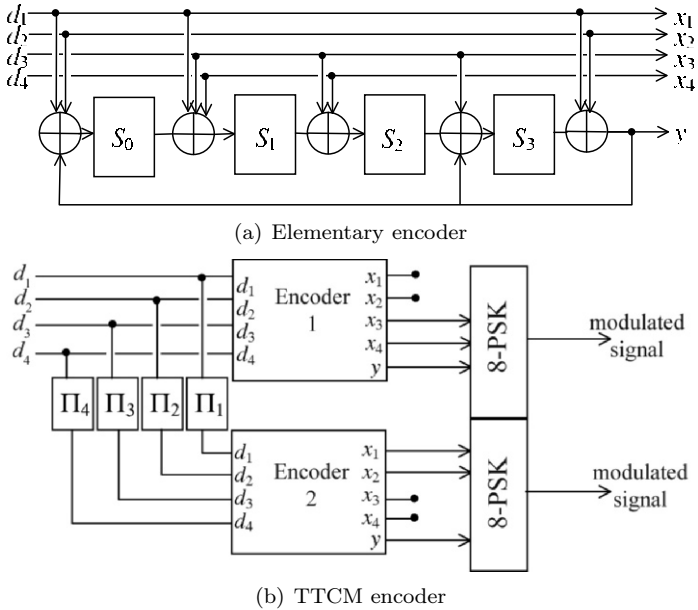 d1 x1
d2 x2
d3 x3
d4 x4
S0 S1 S2 S3 y
(a) Elementary encoder
d1
d2
d3
d4
d1
d2
d3
d4
Encoder
1
x1
x2
x3
x4
y
8-PSK
modulated
signal
Π4 Π3 Π2 Π1
d1
d2
d3
d4
Encoder
2
x1
x2
x3
x4
y
8-PSK
modulated
signal
(b) TTCM encoder